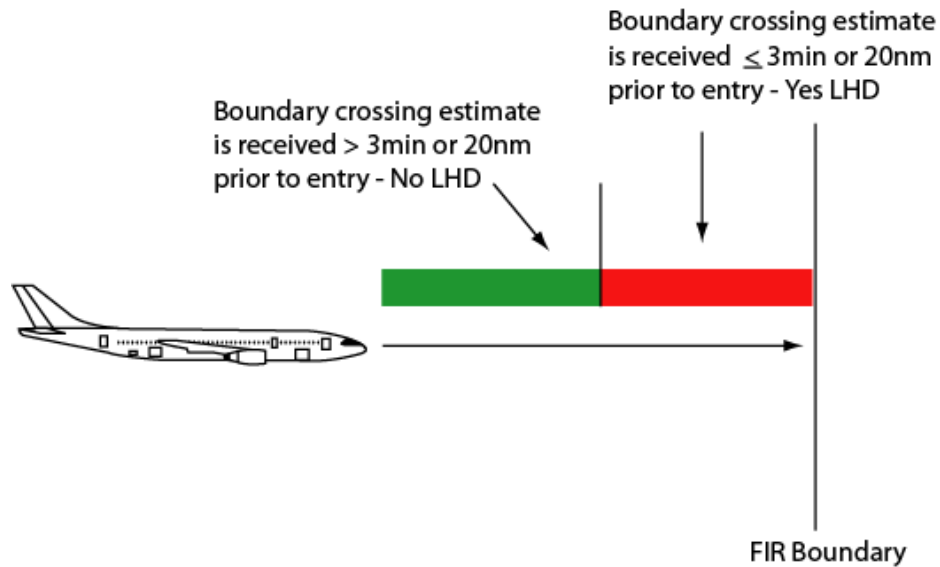 Boundary crossing estimate
is received ≤ 3min or 20nm
prior to entry - Yes LHD
Boundary crossing estimate
is received > 3min or 20nm
prior to entry - No LHD
FIR Boundary